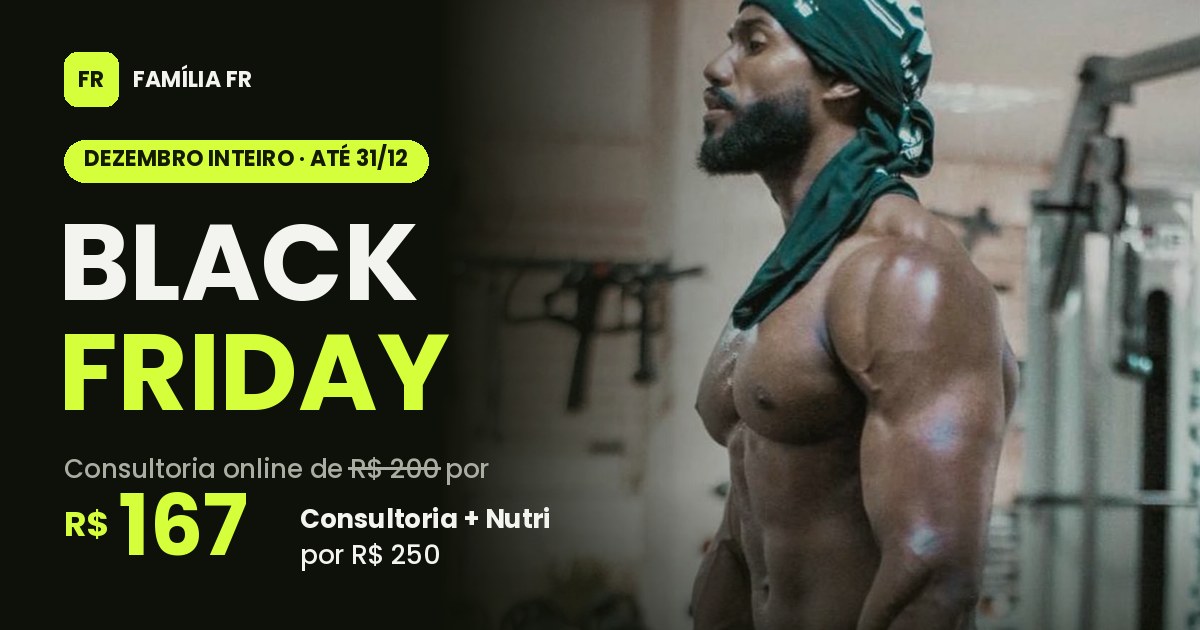 FR FAMÍLIA FR
DEZEMBRO INTEIRO · ATÉ 31/12
BLACK
FRIDAY
Consultoria online de R$ 200 por
R$ 167
Consultoria + Nutri
por R$ 250